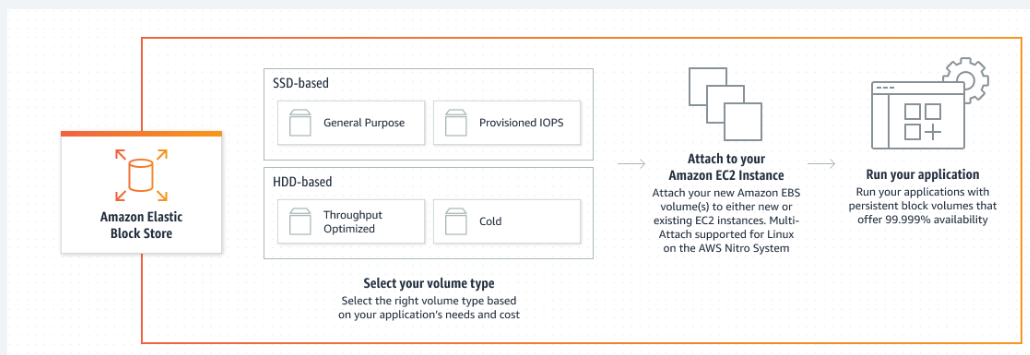 Amazon Elastic
Block Store
SSD-based
General Purpose
Provisioned IOPS
HDD-based
Throughput
Optimized
Cold
Select your volume type
Select the right volume type based
on your application's needs and cost
Attach to your
Amazon EC2 Instance
Attach your new Amazon EBS
volume(s) to either new or
existing EC2 instances. Multi-
Attach supported for Linux
on the AWS Nitro System
Run your application
Run your applications with
persistent block volumes that
offer 99.999% availability